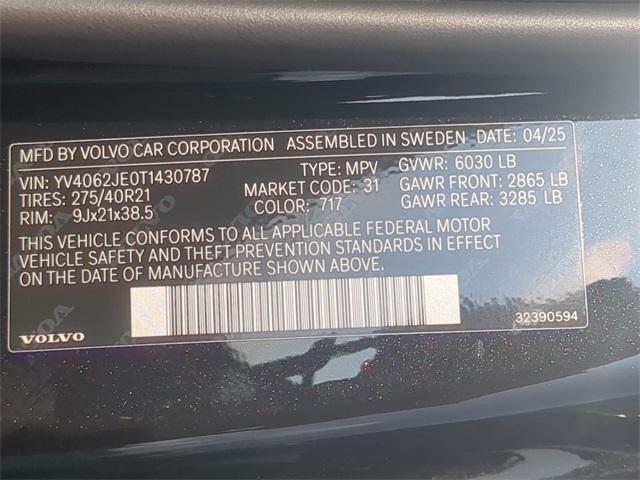 MFD BY VOLVO CAR CORPORATION ASSEMBLED IN SWEDEN DATE: 04/25
VIN: YV4062JE0T1430787 TYPE: MPV GVWR: 6030 LB
TIRES: 275/40R21 MARKET CODE: 31 GAWR FRONT: 2865 LB
RIM: 9Jx21x38.5 COLOR: 717 GAWR REAR: 3285 LB
THIS VEHICLE CONFORMS TO ALL APPLICABLE FEDERAL MOTOR
VEHICLE SAFETY AND THEFT PREVENTION STANDARDS IN EFFECT
ON THE DATE OF MANUFACTURE SHOWN ABOVE.
VOLVO 32390594